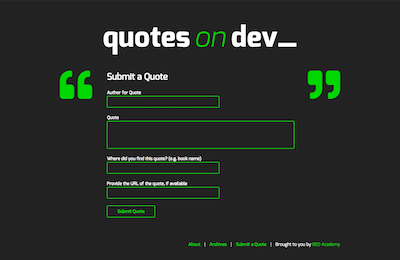 quotes on dev_
Submit a Quote
Author for Quote
Quote
Where did you find this quote? (e.g. book name)
Provide the URL of the quote, if available
Submit Quote
About | Archives | Submit a Quote | Brought to you by RED Academy